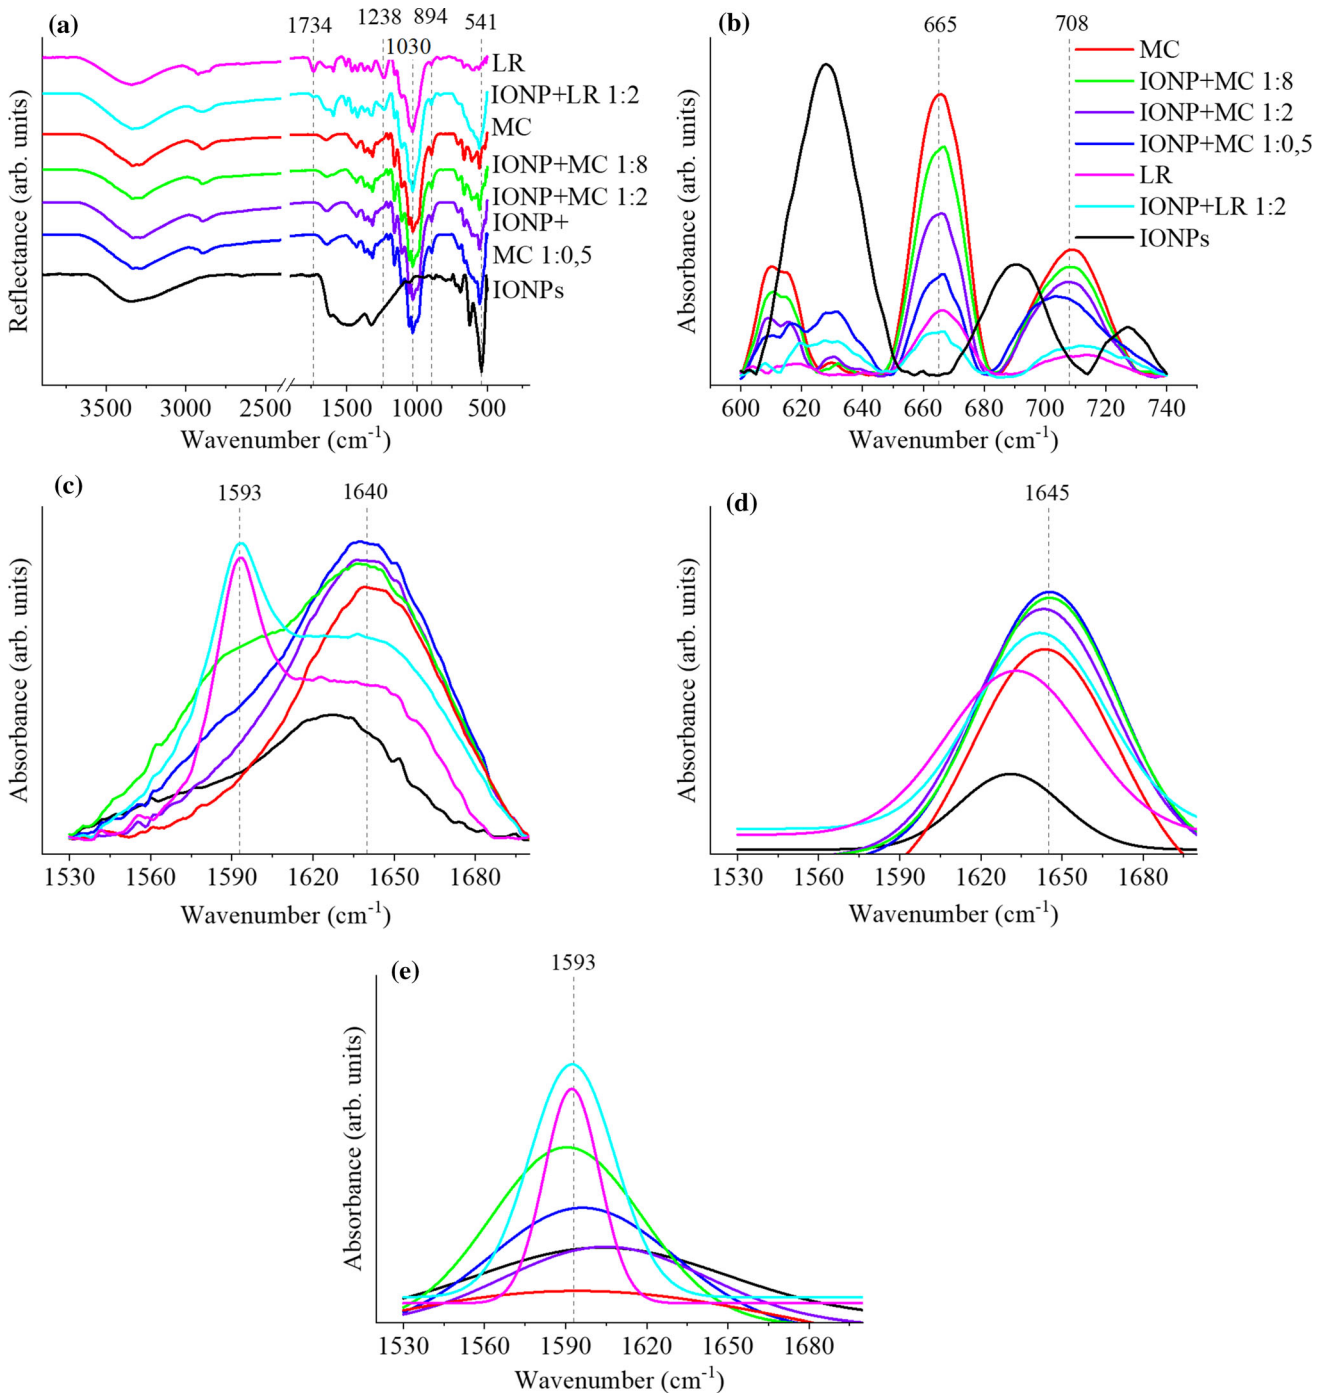 (a)
1734
1238
894
541
1030
LR
IONP+LR 1:2
MC
IONP+MC 1:8
IONP+MC 1:2
IONP+
MC 1:0,5
IONPs
Reflectance (arb. units)
3500 3000 2500 1500 1000 500
Wavenumber (cm⁻¹)
(b)
665
708
MC
IONP+MC 1:8
IONP+MC 1:2
IONP+MC 1:0,5
LR
IONP+LR 1:2
IONPs
Absorbance (arb. units)
600 620 640 660 680 700 720 740
Wavenumber (cm⁻¹)
(c)
1593
1640
Absorbance (arb. units)
1530 1560 1590 1620 1650 1680
Wavenumber (cm⁻¹)
(d)
1645
Absorbance (arb. units)
1530 1560 1590 1620 1650 1680
Wavenumber (cm⁻¹)
(e)
1593
Absorbance (arb. units)
1530 1560 1590 1620 1650 1680
Wavenumber (cm⁻¹)